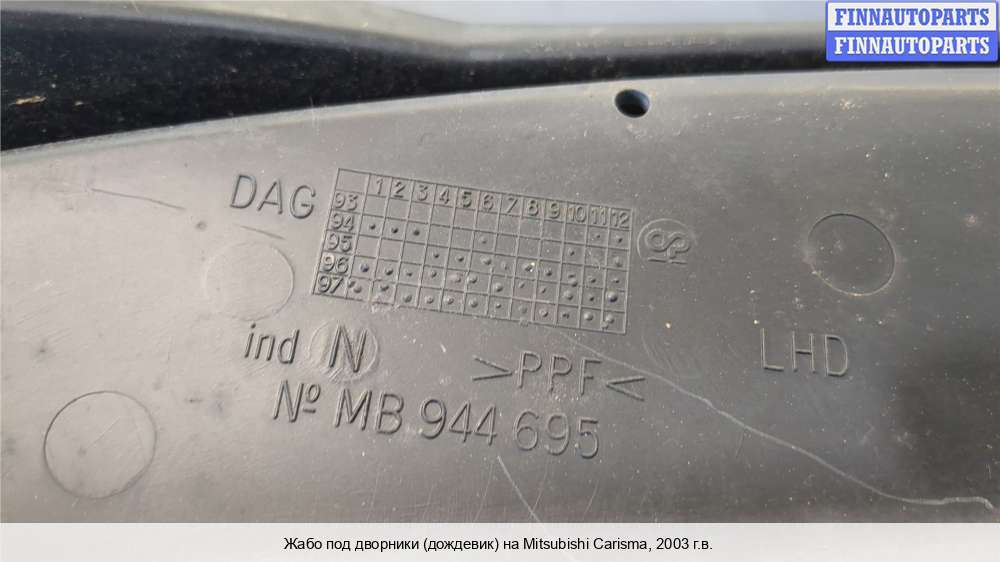 FINNAUTOPARTS
FINNAUTOPARTS
DAG
1 2 3 4 5 6 7 8 9 10 11 12
93
94
95
96
97
ind N
>PPF<
LHD
Nº MB 944 695
Жабо под дворники (дождевик) на Mitsubishi Carisma, 2003 г.в.